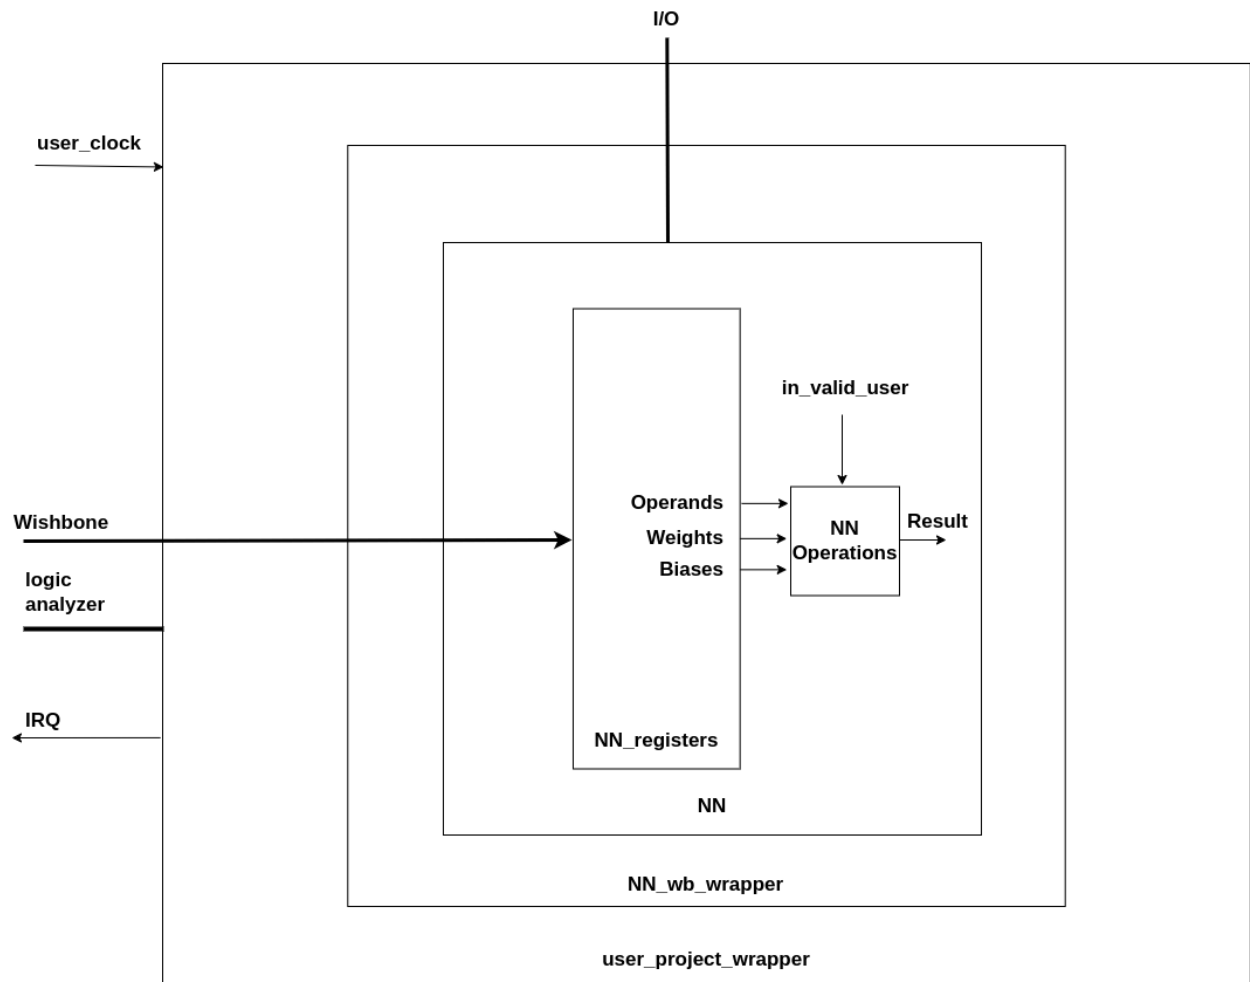 I/O
user_clock
in_valid_user
Operands
Weights
Biases
NN
Operations
Result
Wishbone
logic
analyzer
IRQ
NN_registers
NN
NN_wb_wrapper
user_project_wrapper